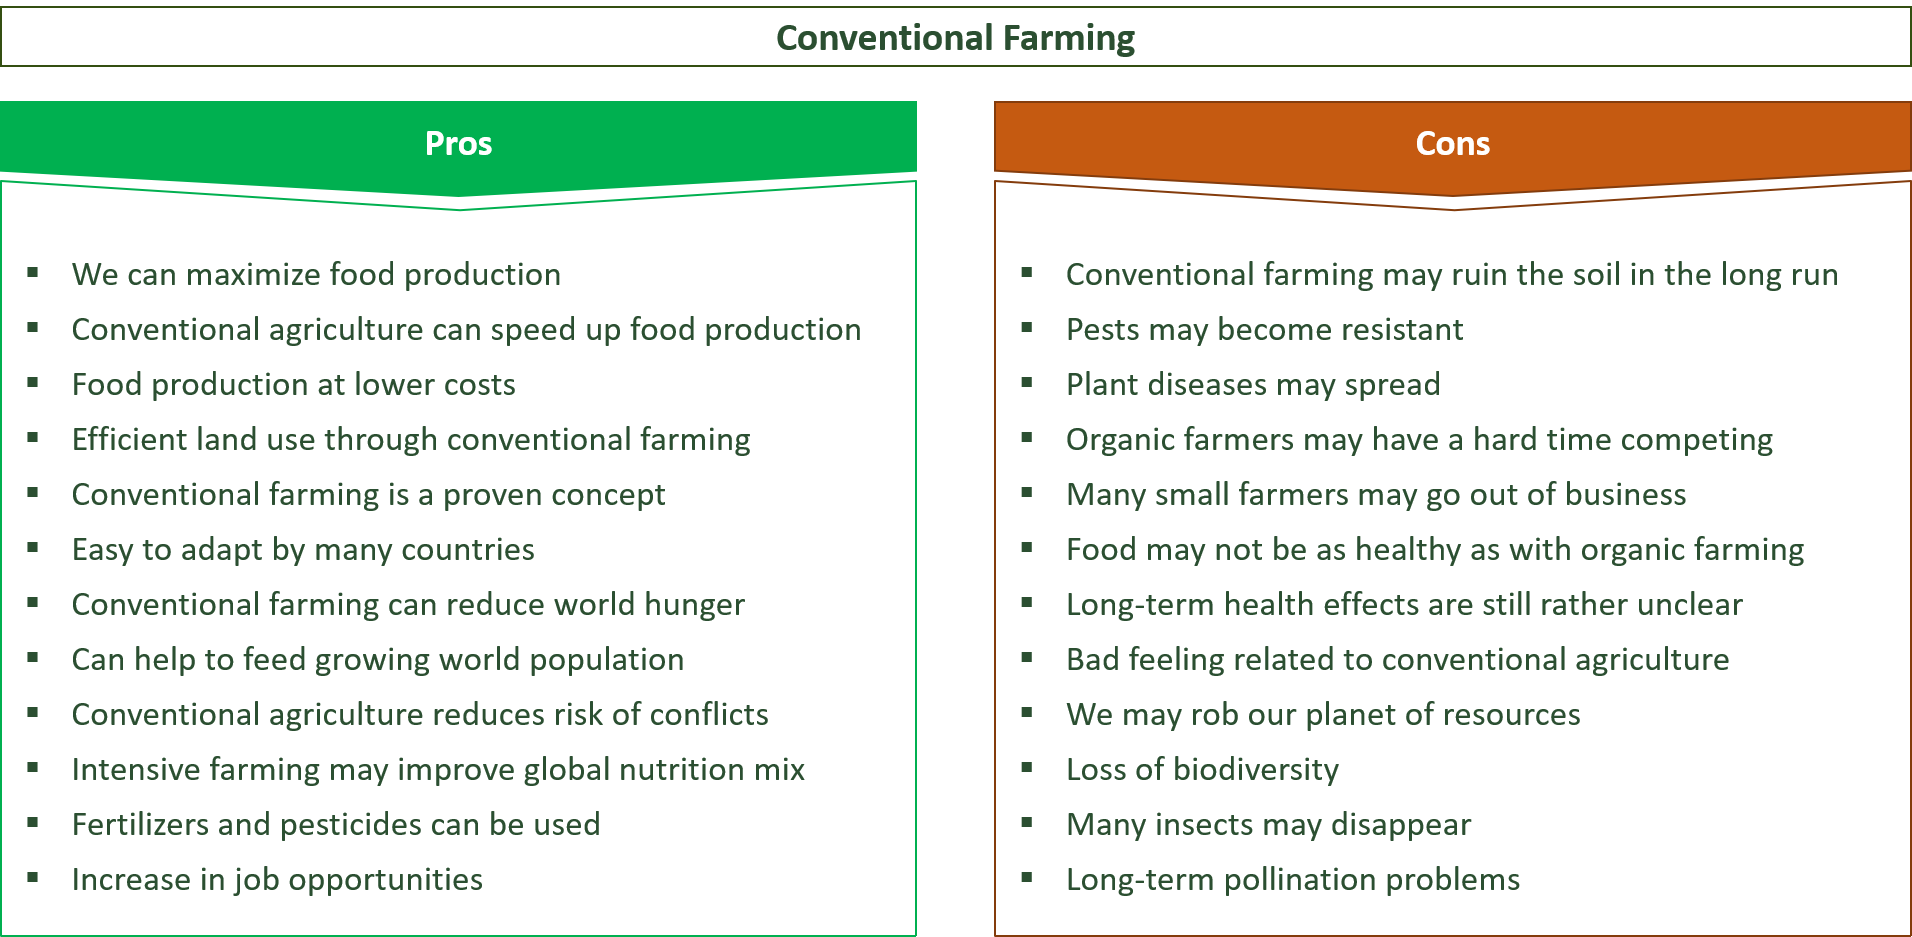 Conventional Farming
Pros
▪ We can maximize food production
▪ Conventional agriculture can speed up food production
▪ Food production at lower costs
▪ Efficient land use through conventional farming
▪ Conventional farming is a proven concept
▪ Easy to adapt by many countries
▪ Conventional farming can reduce world hunger
▪ Can help to feed growing world population
▪ Conventional agriculture reduces risk of conflicts
▪ Intensive farming may improve global nutrition mix
▪ Fertilizers and pesticides can be used
▪ Increase in job opportunities
Cons
▪ Conventional farming may ruin the soil in the long run
▪ Pests may become resistant
▪ Plant diseases may spread
▪ Organic farmers may have a hard time competing
▪ Many small farmers may go out of business
▪ Food may not be as healthy as with organic farming
▪ Long-term health effects are still rather unclear
▪ Bad feeling related to conventional agriculture
▪ We may rob our planet of resources
▪ Loss of biodiversity
▪ Many insects may disappear
▪ Long-term pollination problems